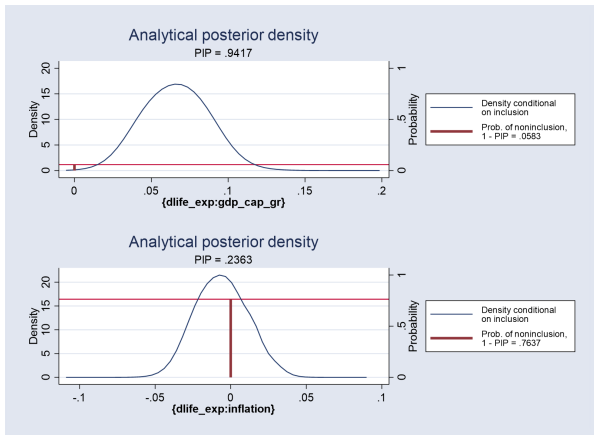 Analytical posterior density
PIP = .9417
20
15
10
5
0
Density
1
.5
0
Probability
0
.05
.1
.15
.2
{dlife_exp:gdp_cap_gr}
Density conditional
on inclusion
Prob. of noninclusion,
1 - PIP = .0583
Analytical posterior density
PIP = .2363
20
15
10
5
0
Density
1
.5
0
Probability
-.1
-.05
0
.05
.1
{dlife_exp:inflation}
Density conditional
on inclusion
Prob. of noninclusion,
1 - PIP = .7637